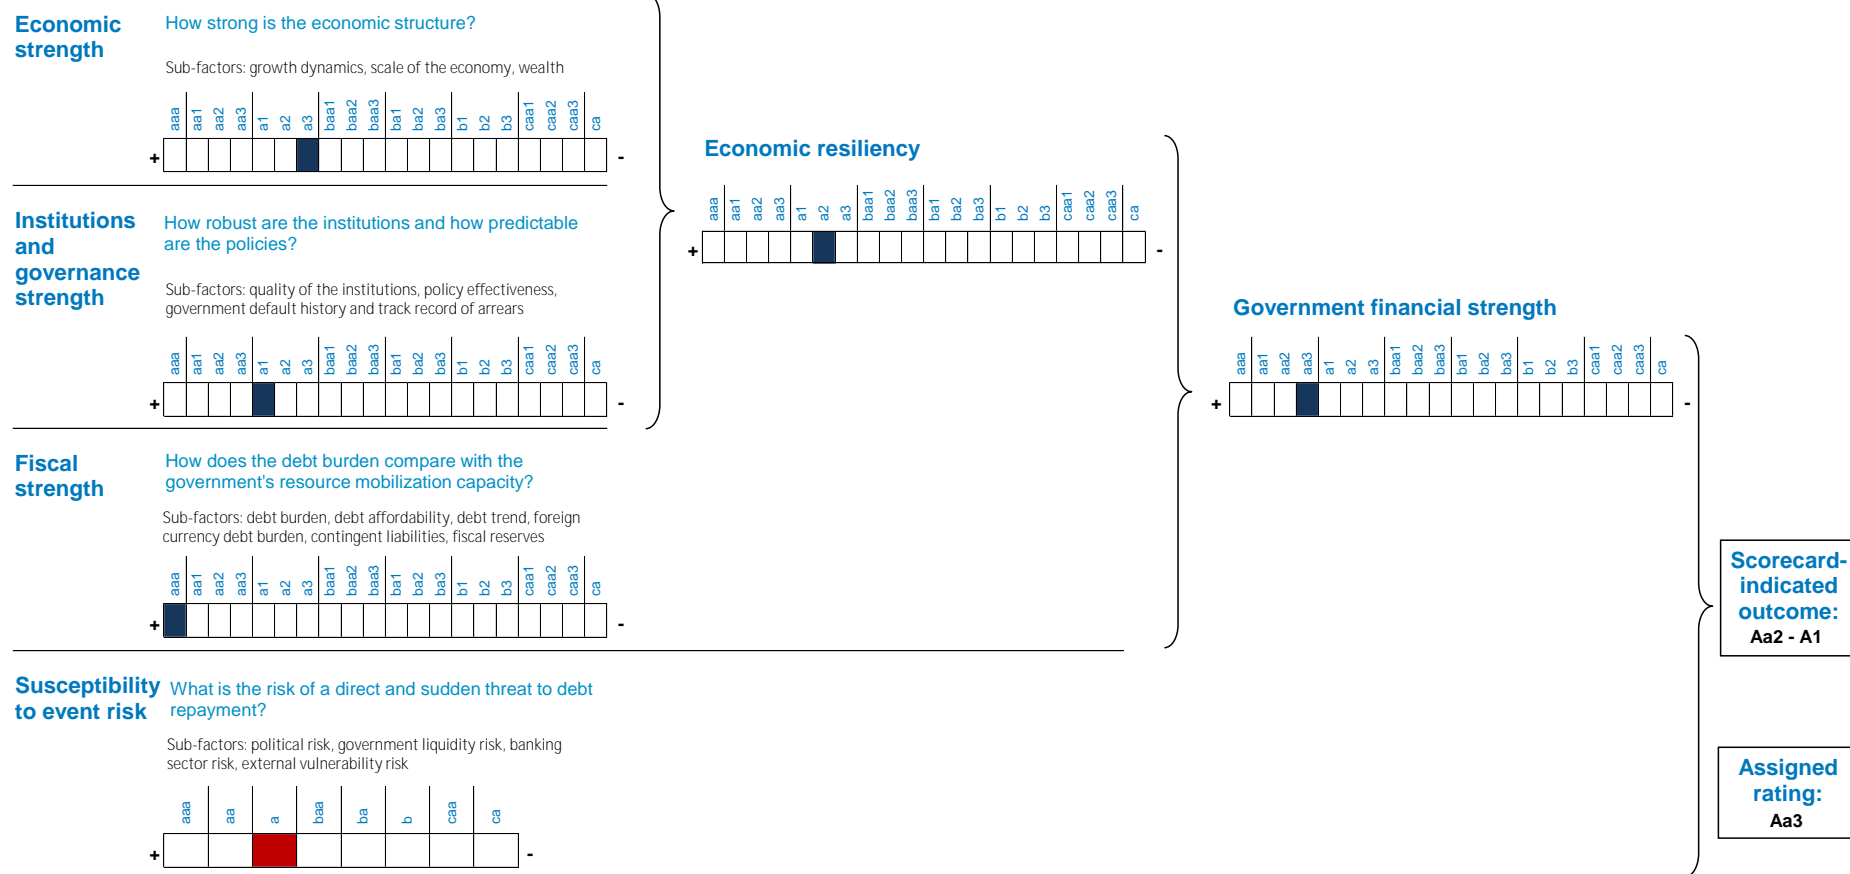 Economic
strength
How strong is the economic structure?
Sub-factors: growth dynamics, scale of the economy, wealth
aaa aa1 aa2 aa3 a1 a2 a3 baa1 baa2 baa3 ba1 ba2 ba3 b1 b2 b3 caa1 caa2 caa3 ca
+ -
Institutions
and
governance
strength
How robust are the institutions and how predictable
are the policies?
Sub-factors: quality of the institutions, policy effectiveness,
government default history and track record of arrears
aaa aa1 aa2 aa3 a1 a2 a3 baa1 baa2 baa3 ba1 ba2 ba3 b1 b2 b3 caa1 caa2 caa3 ca
+ -
Economic resiliency
aaa aa1 aa2 aa3 a1 a2 a3 baa1 baa2 baa3 ba1 ba2 ba3 b1 b2 b3 caa1 caa2 caa3 ca
+ -
Fiscal
strength
How does the debt burden compare with the
government's resource mobilization capacity?
Sub-factors: debt burden, debt affordability, debt trend, foreign
currency debt burden, contingent liabilities, fiscal reserves
aaa aa1 aa2 aa3 a1 a2 a3 baa1 baa2 baa3 ba1 ba2 ba3 b1 b2 b3 caa1 caa2 caa3 ca
+ -
Government financial strength
aaa aa1 aa2 aa3 a1 a2 a3 baa1 baa2 baa3 ba1 ba2 ba3 b1 b2 b3 caa1 caa2 caa3 ca
+ -
Susceptibility
to event risk
What is the risk of a direct and sudden threat to debt
repayment?
Sub-factors: political risk, government liquidity risk, banking
sector risk, external vulnerability risk
aaa aa a baa ba b caa ca
+ -
Scorecard-
indicated
outcome:
Aa2 - A1
Assigned
rating:
Aa3